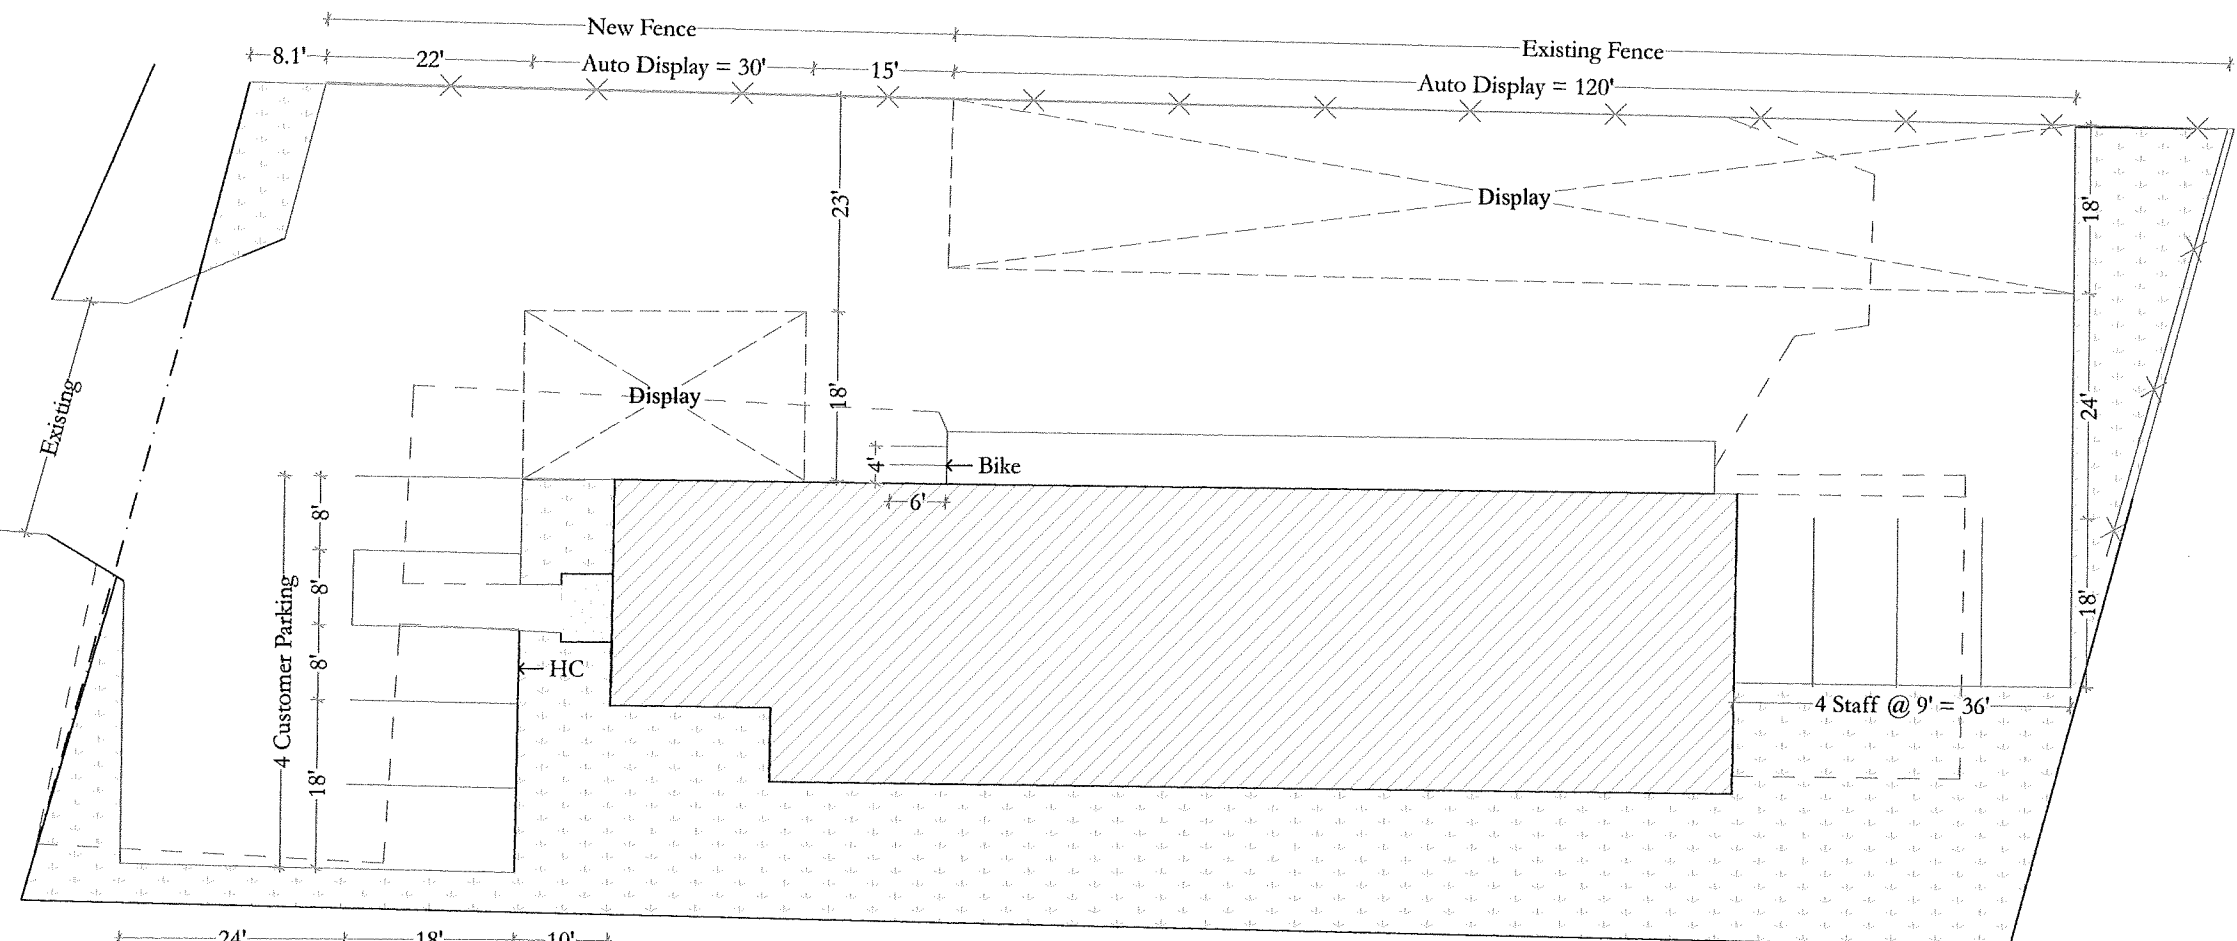 New Fence
Existing Fence
8.1'
22'
Auto Display = 30'
15'
Auto Display = 120'
Display
23'
18'
18'
Existing
Display
24'
18'
4'
Bike
6'
8'
8'
8'
18'
4 Customer Parking
HC
18'
4 Staff @ 9' = 36'
24'
18'
10'